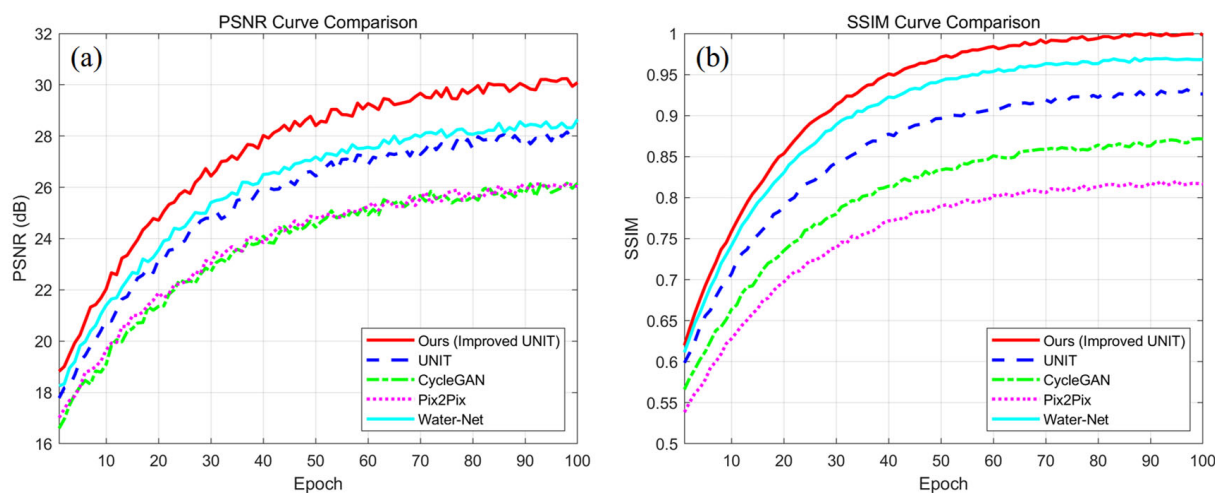 PSNR Curve Comparison
(a)
32
30
28
26
24
22
20
18
16
PSNR (dB)
10 20 30 40 50 60 70 80 90 100
Epoch
Ours (Improved UNIT)
UNIT
CycleGAN
Pix2Pix
Water-Net
SSIM Curve Comparison
(b)
1
0.95
0.9
0.85
0.8
0.75
0.7
0.65
0.6
0.55
0.5
SSIM
10 20 30 40 50 60 70 80 90 100
Epoch
Ours (Improved UNIT)
UNIT
CycleGAN
Pix2Pix
Water-Net